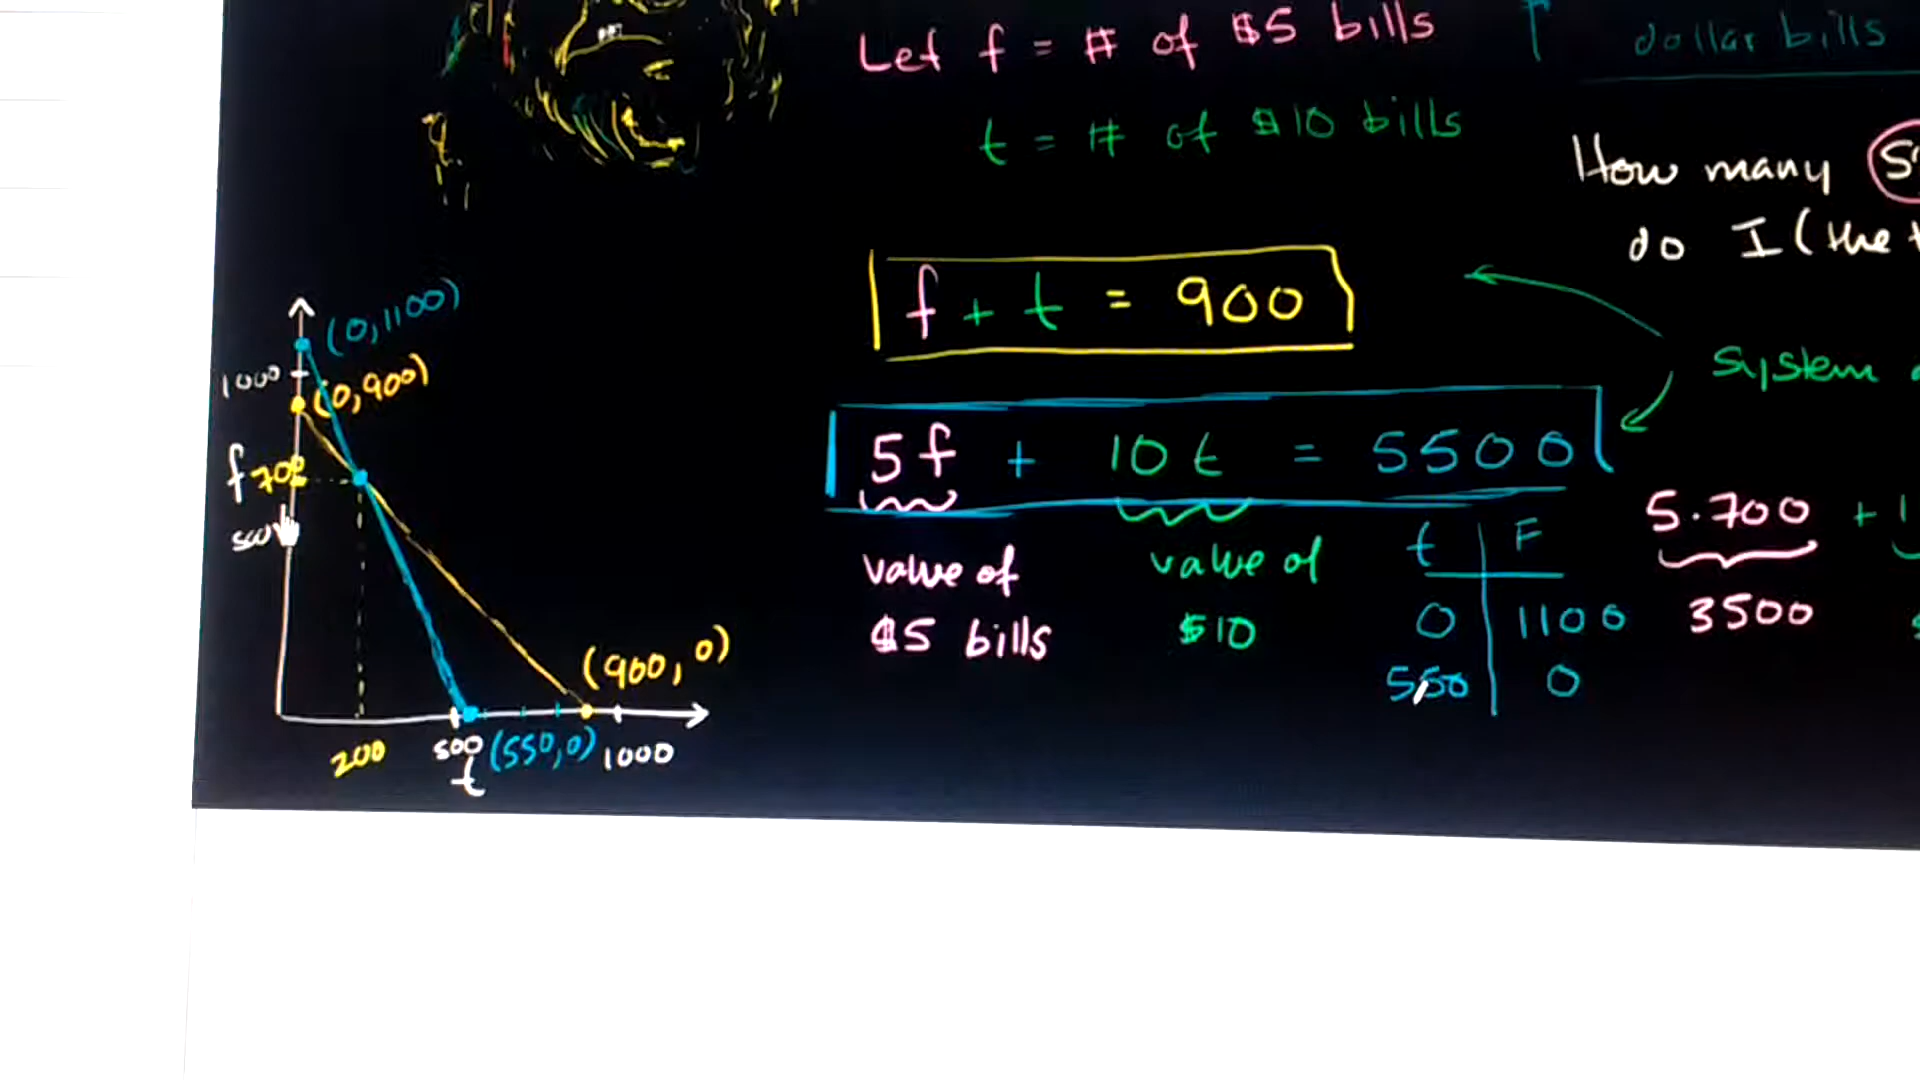 Let f = # of $5 bills
t = # of $10 bills
dollar bills
How many
do I (the
f + t = 900
System
5f + 10t = 5500
value of
$5 bills
value of
$10
t F
0 1100
550 0
5.700 +
3500
(0,1100)
1000
(0,900)
f 700
500
(900, 0)
200
500
(550,0)
1000
t